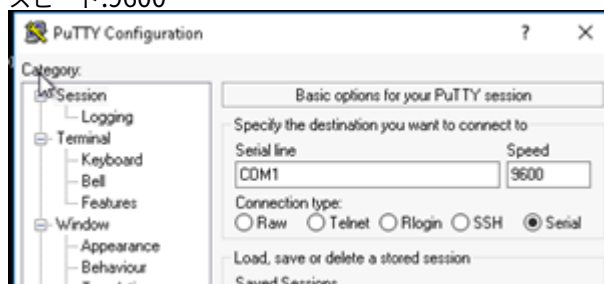 スピード:9600
PuTTY Configuration ? ×
Category:
Session
Logging
Terminal
Keyboard
Bell
Features
Window
Appearance
Behaviour
Basic options for your PuTTY session
Specify the destination you want to connect to
Serial line Speed
COM1 9600
Connection type:
Raw Telnet Rlogin SSH Serial
Load, save or delete a stored session
Saved Sessions